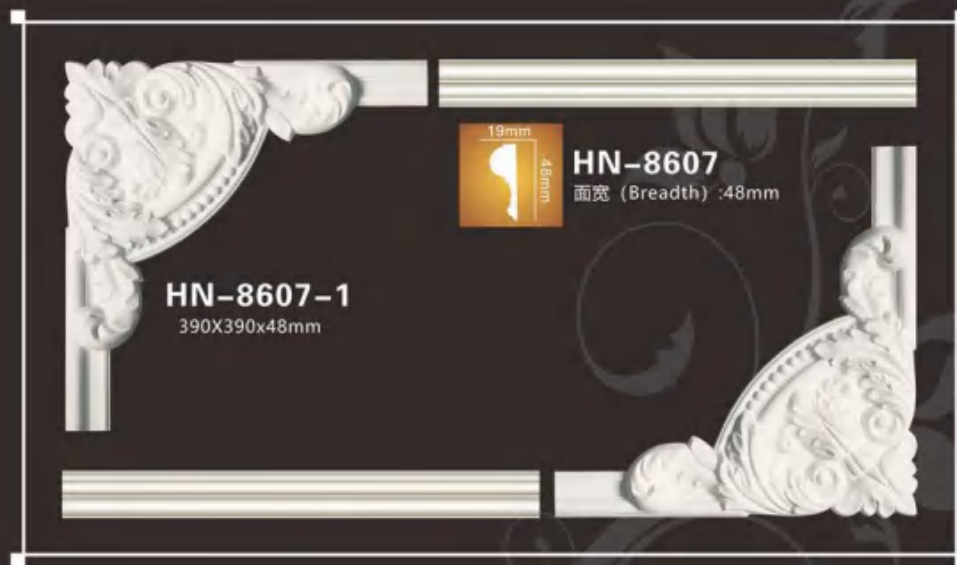 19mm
48mm
HN-8607
面宽 (Breadth) :48mm
HN-8607-1
390X390x48mm